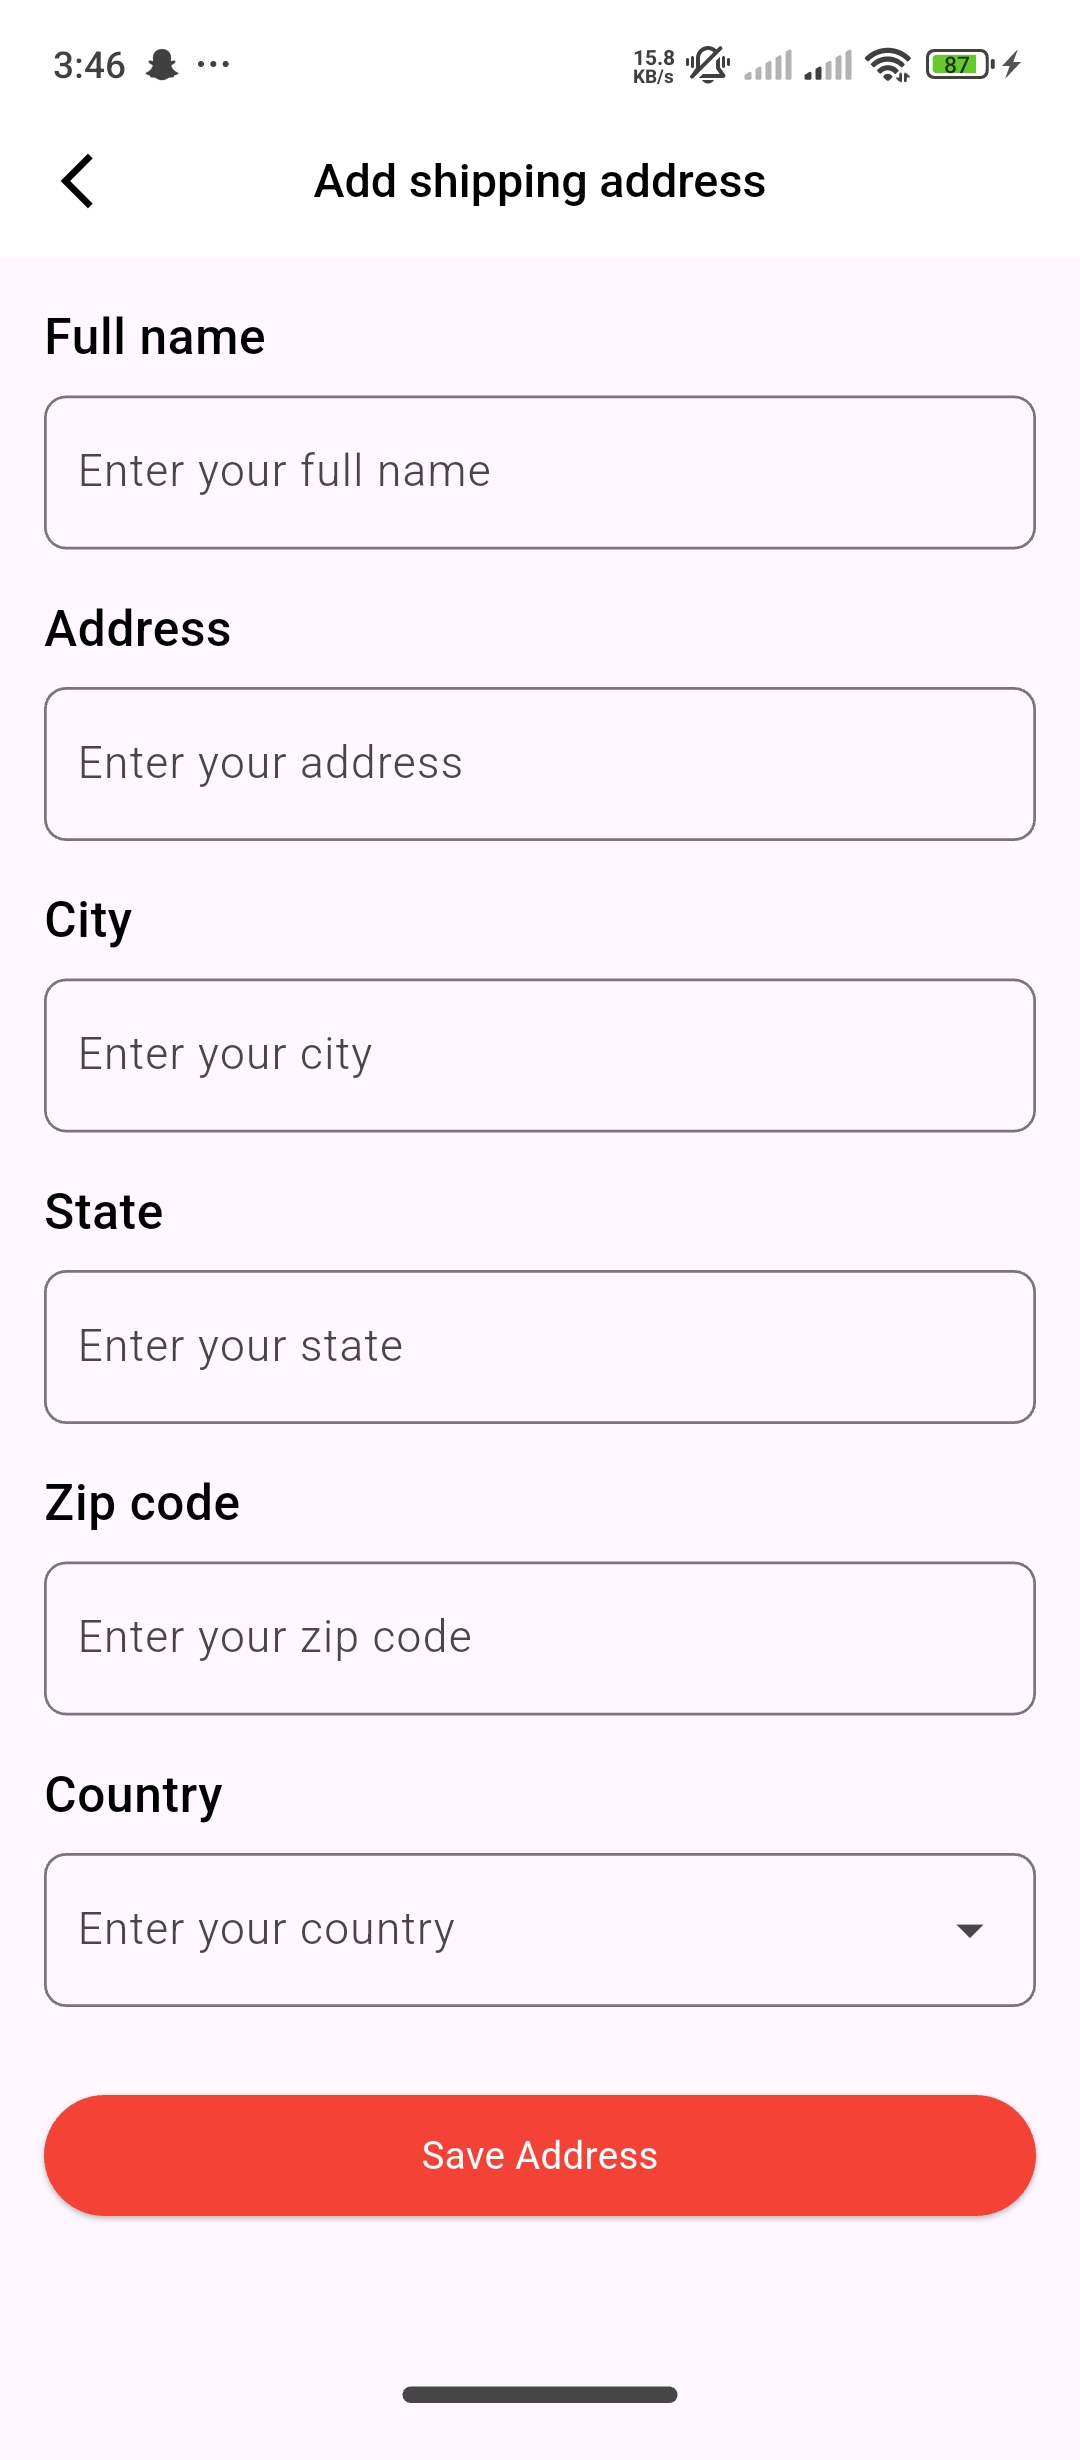 3:46
15.8
KB/s
87
Add shipping address
Full name
Enter your full name
Address
Enter your address
City
Enter your city
State
Enter your state
Zip code
Enter your zip code
Country
Enter your country
Save Address